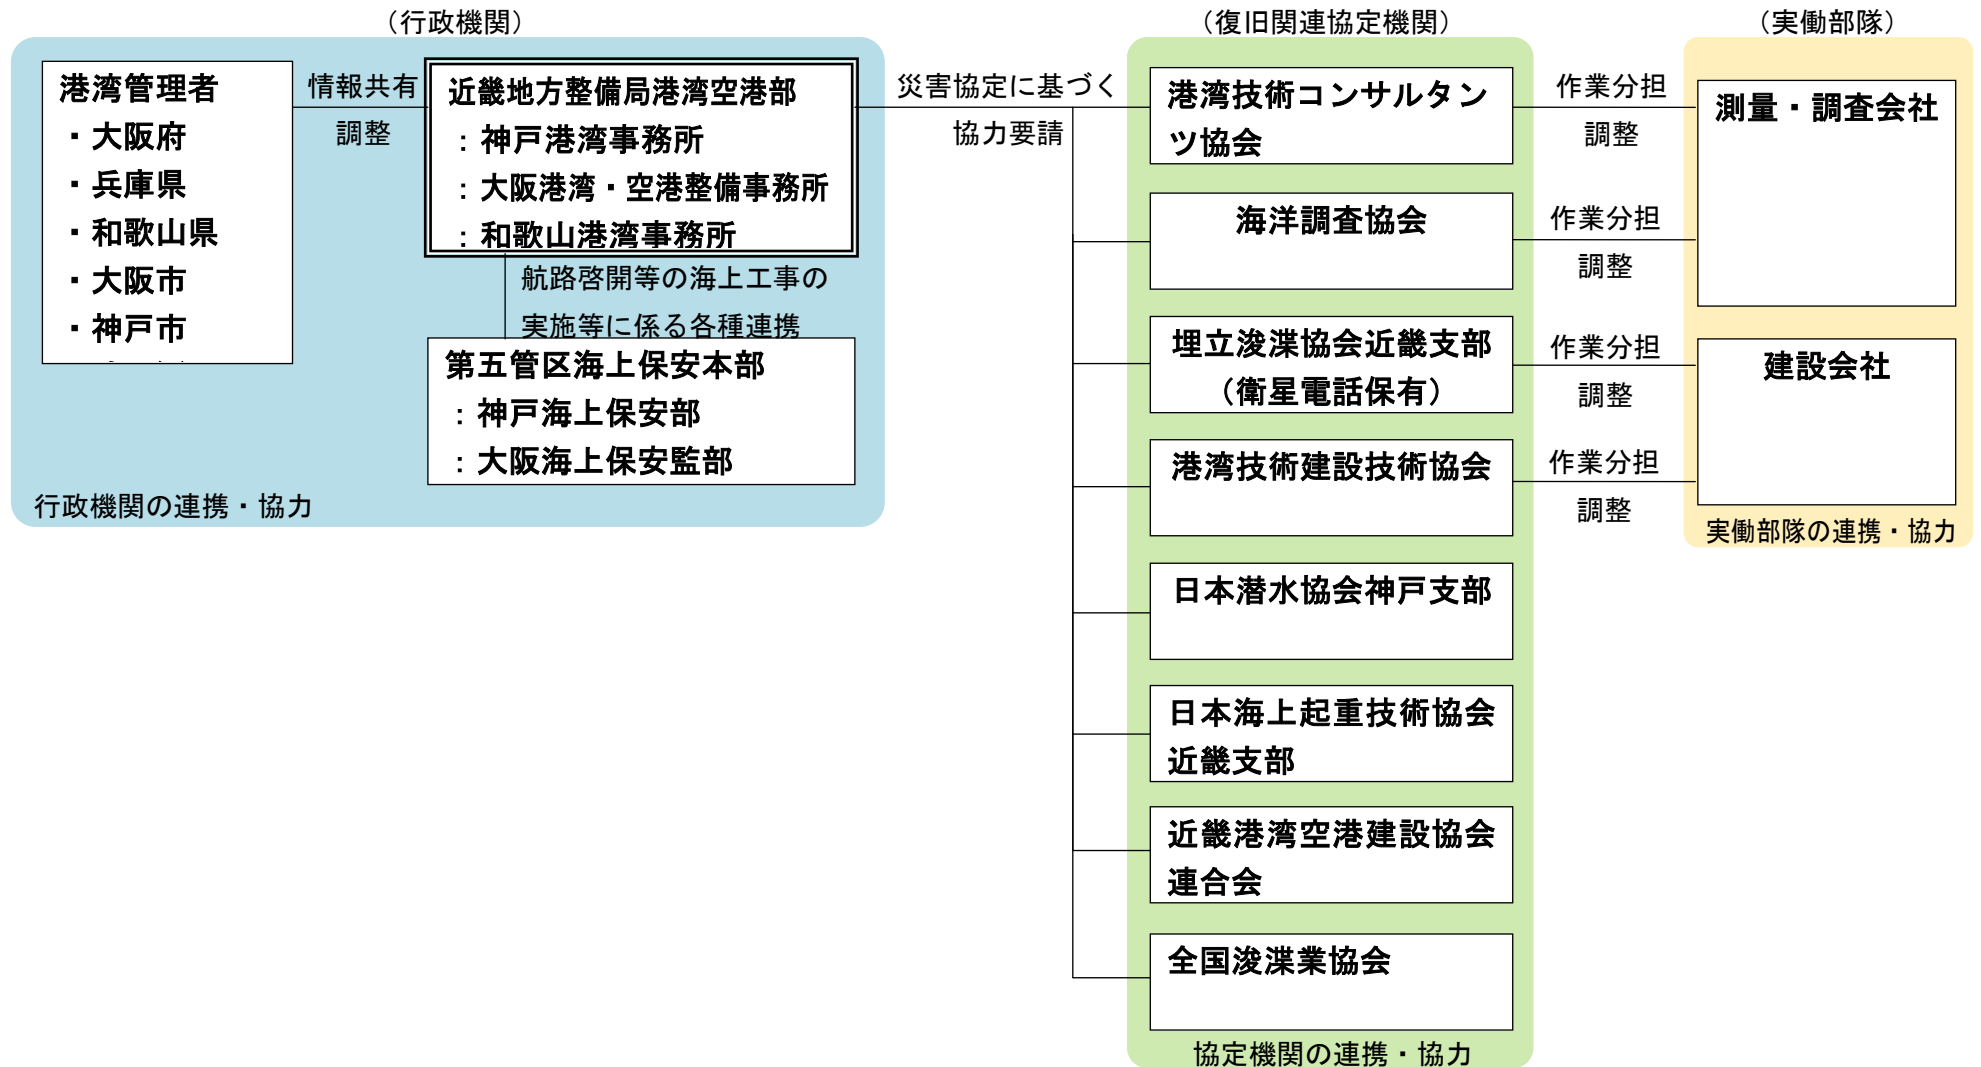 （行政機関）
港湾管理者
・大阪府
・兵庫県
・和歌山県
・大阪市
・神戸市
情報共有
調整
近畿地方整備局港湾空港部
：神戸港湾事務所
：大阪港湾・空港整備事務所
：和歌山港湾事務所
航路啓開等の海上工事の
実施等に係る各種連携
第五管区海上保安本部
：神戸海上保安部
：大阪海上保安監部
行政機関の連携・協力
災害協定に基づく
協力要請
（復旧関連協定機関）
港湾技術コンサルタン
ツ協会
海洋調査協会
埋立浚渫協会近畿支部
（衛星電話保有）
港湾技術建設技術協会
日本潜水協会神戸支部
日本海上起重技術協会
近畿支部
近畿港湾空港建設協会
連合会
全国浚渫業協会
協定機関の連携・協力
作業分担
調整
作業分担
調整
作業分担
調整
作業分担
調整
（実働部隊）
測量・調査会社
建設会社
実働部隊の連携・協力